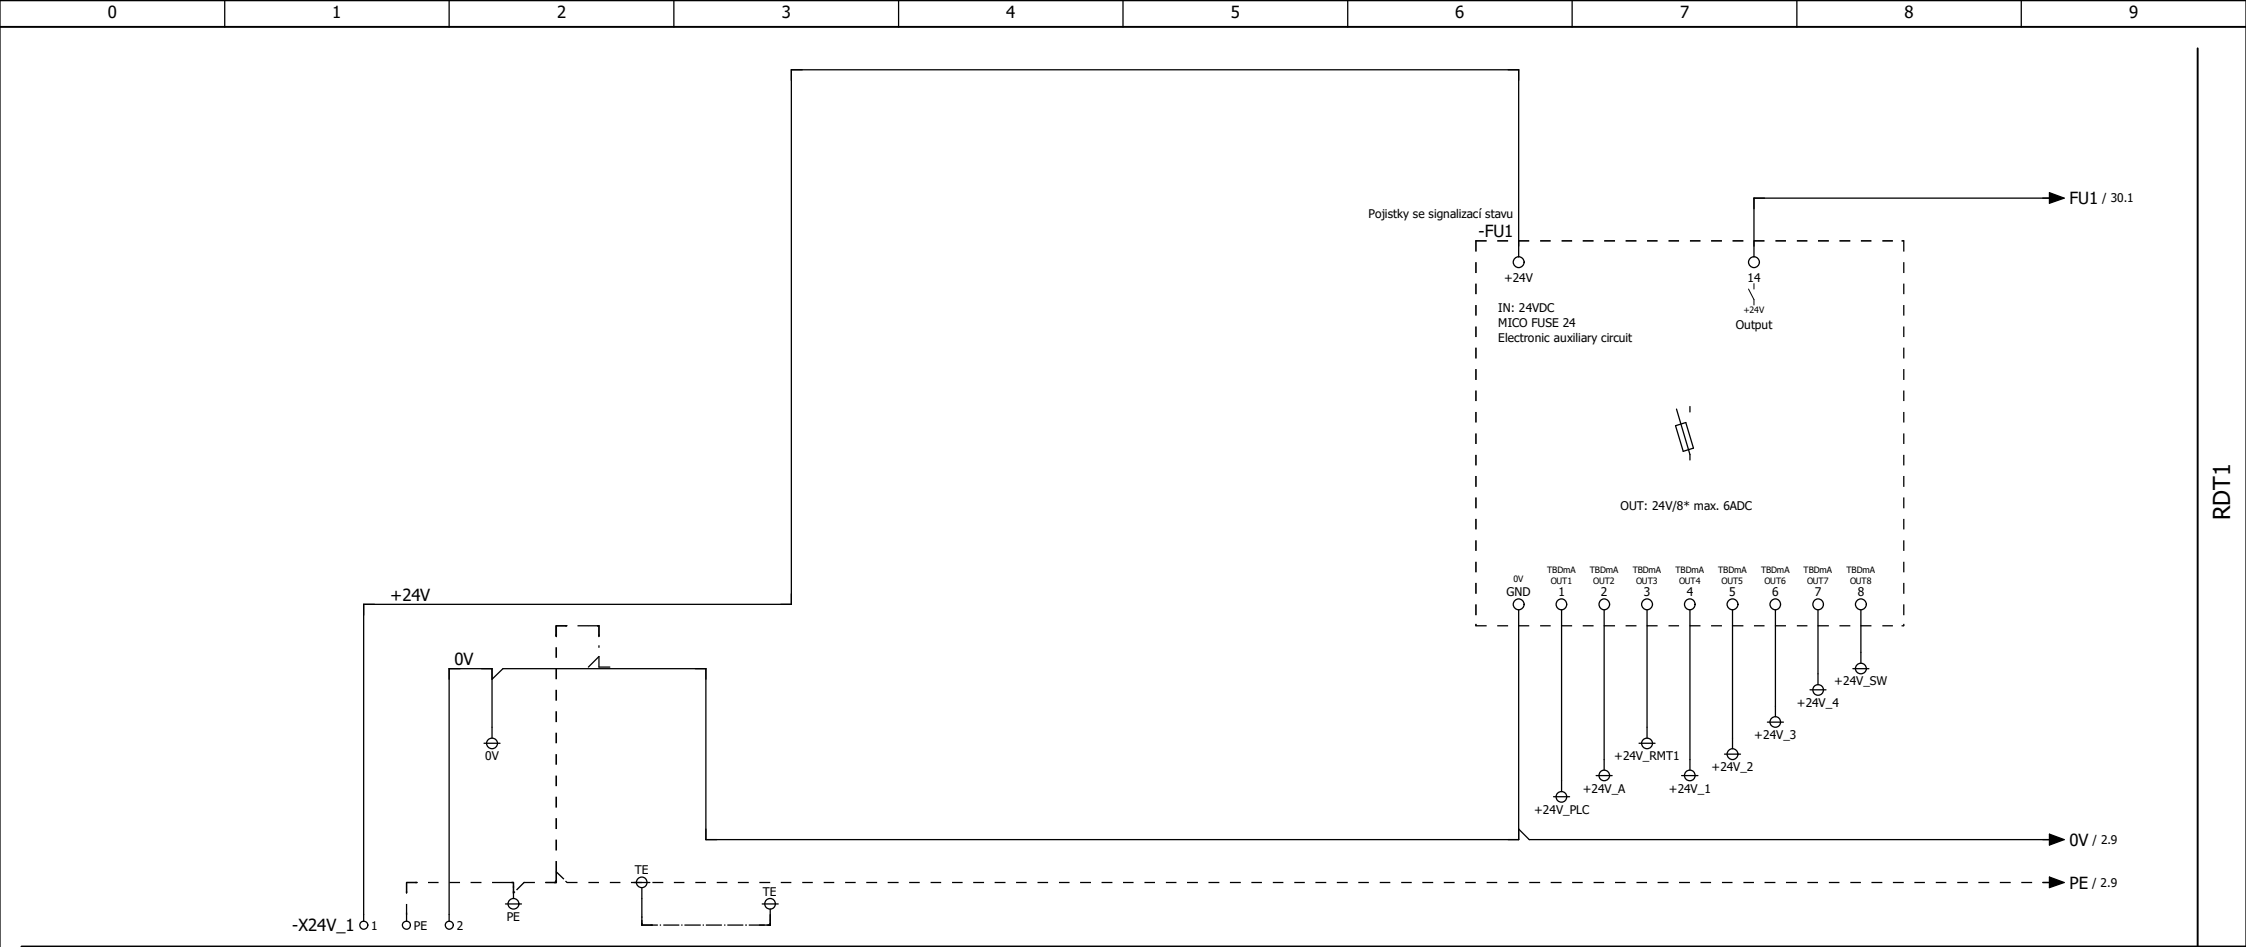 0 1 2 3 4 5 6 7 8 9
FU1 / 30.1
Pojistky se signalizací stavu
-FU1
+24V
14
+24V
Output
IN: 24VDC
MICO FUSE 24
Electronic auxiliary circuit
OUT: 24V/8* max. 6ADC
RDT1
TBDmA TBDmA TBDmA TBDmA TBDmA TBDmA TBDmA TBDmA
0V OUT1 OUT2 OUT3 OUT4 OUT5 OUT6 OUT7 OUT8
GND 1 2 3 4 5 6 7 8
+24V
0V
+24V_SW
+24V_4
+24V_3
0V
+24V_RMT1
+24V_2
+24V_A
+24V_1
+24V_PLC
0V / 2.9
TE
TE
PE / 2.9
PE
-X24V_1 1 PE 2